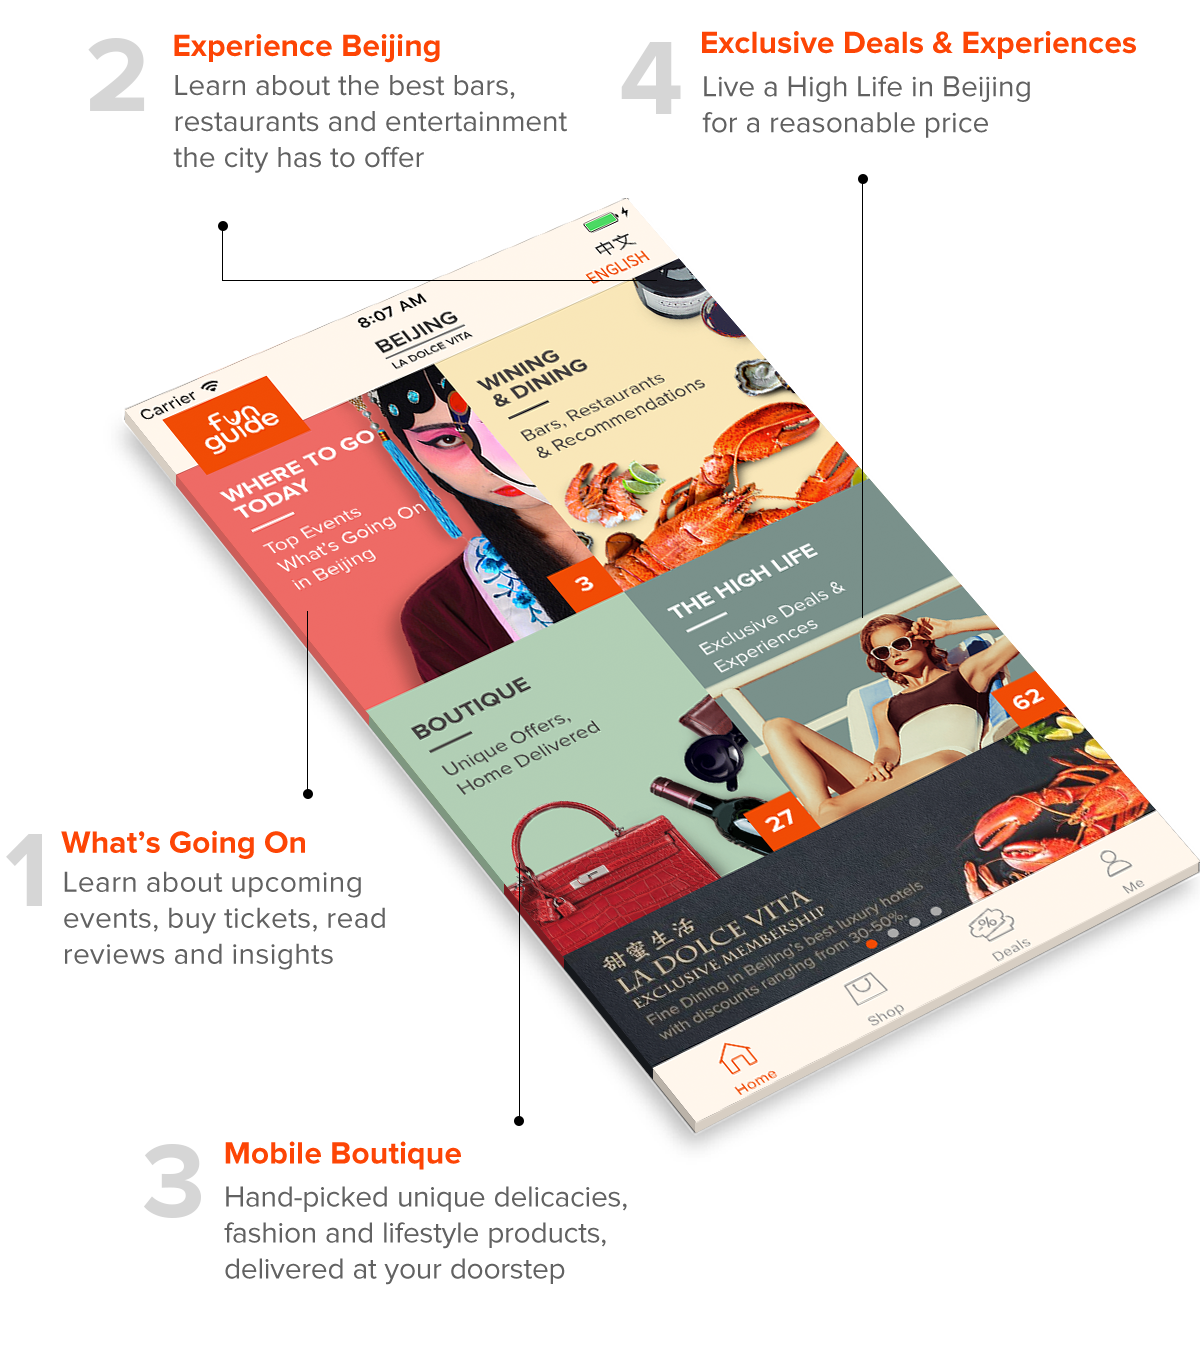 2
Experience Beijing
Learn about the best bars,
restaurants and entertainment
the city has to offer
4
Exclusive Deals & Experiences
Live a High Life in Beijing
for a reasonable price
Carrier
8:07 AM
中文
ENGLISH
BEIJING
LA DOLCE VITA
fun
guide
WHERE TO GO
TODAY
Top Events
What's Going On
in Beijing
WINING
& DINING
Bars, Restaurants
& Recommendations
3
THE HIGH LIFE
Exclusive Deals &
Experiences
62
BOUTIQUE
Unique Offers,
Home Delivered
27
甜蜜生活
LA DOLCE VITA
EXCLUSIVE MEMBERSHIP
Fine Dining in Beijing's best luxury hotels
with discounts ranging from 30-50%.
Home
Shop
%
Deals
Me
1
What's Going On
Learn about upcoming
events, buy tickets, read
reviews and insights
3
Mobile Boutique
Hand-picked unique delicacies,
fashion and lifestyle products,
delivered at your doorstep